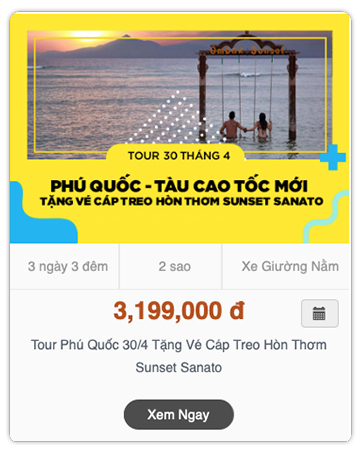 Ombak Sunset
TOUR 30 THÁNG 4
PHÚ QUỐC - TÀU CAO TỐC MỚI
TẶNG VÉ CÁP TREO HÒN THƠM SUNSET SANATO
3 ngày 3 đêm
2 sao
Xe Giường Nằm
3,199,000 đ
Tour Phú Quốc 30/4 Tặng Vé Cáp Treo Hòn Thơm
Sunset Sanato
Xem Ngay